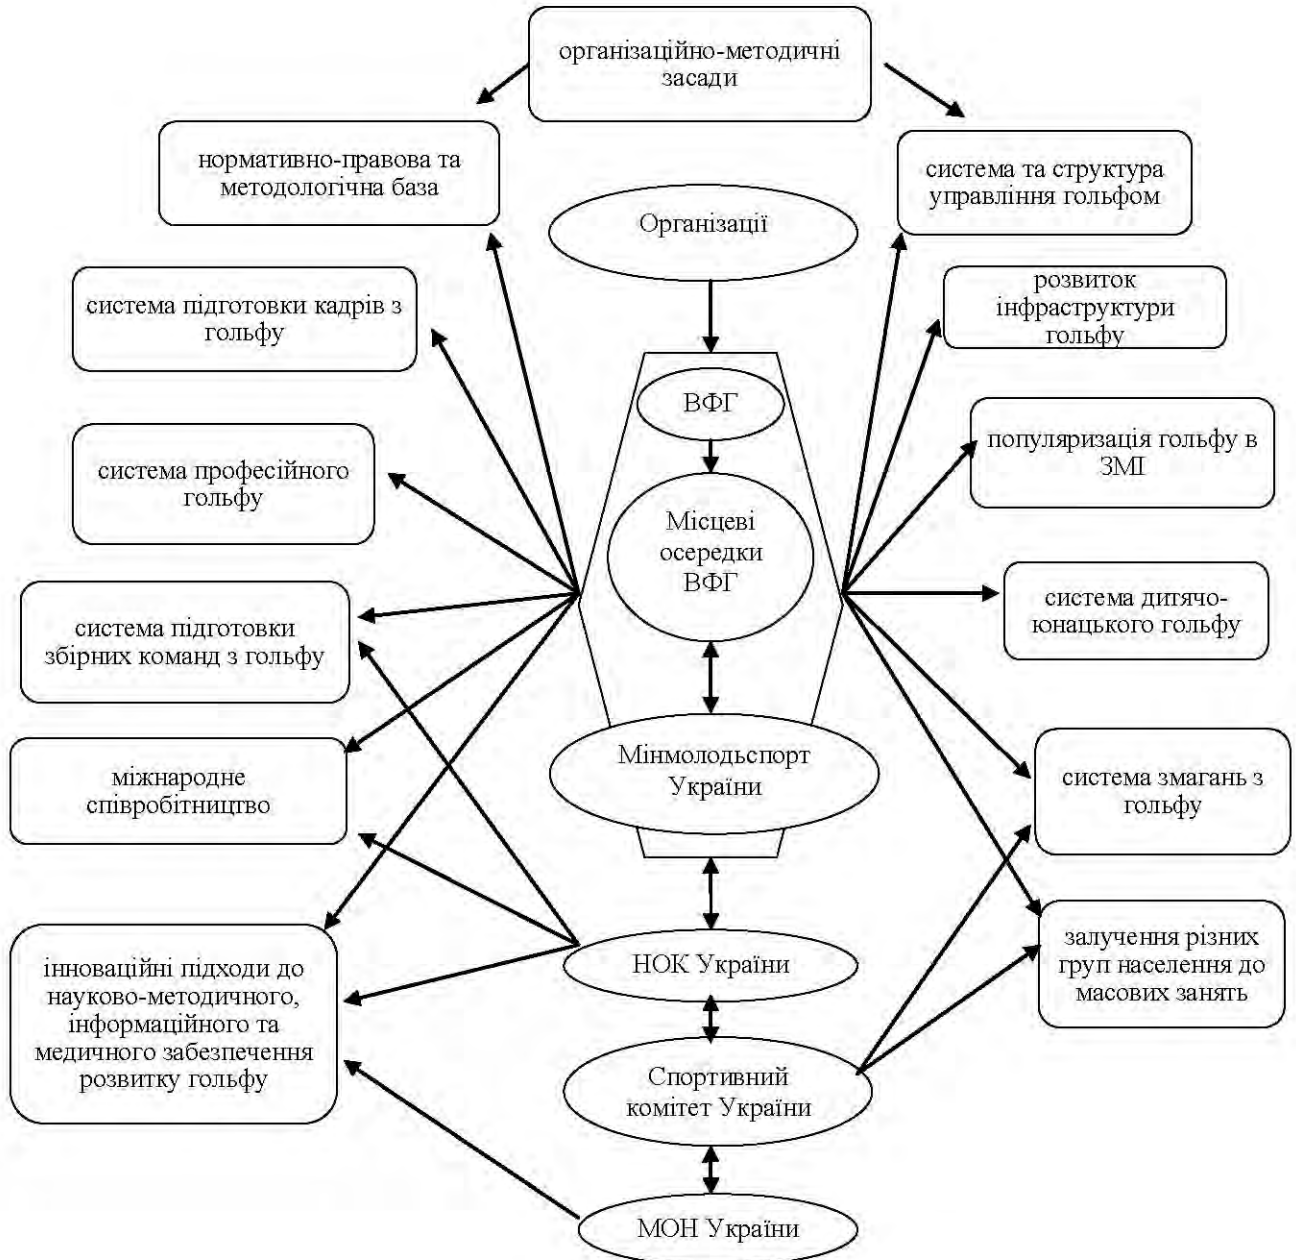 організаційно-методичні
засади
нормативно-правова та
методологічна база
система та структура
управління гольфом
Організації
система підготовки кадрів з
гольфу
розвиток
інфраструктури
гольфу
ВФГ
популяризація гольфу в
ЗМІ
система професійного
гольфу
Місцеві
осередки
ВФГ
система дитячо-
юнацького гольфу
система підготовки
збірних команд з гольфу
Мінмолодьспорт
України
міжнародне
співробітництво
система змагань з
гольфу
НОК України
залучення різних
груп населення до
масових занять
інноваційні підходи до
науково-методичного,
інформаційного та
медичного забезпечення
розвитку гольфу
Спортивний
комітет України
МОН України